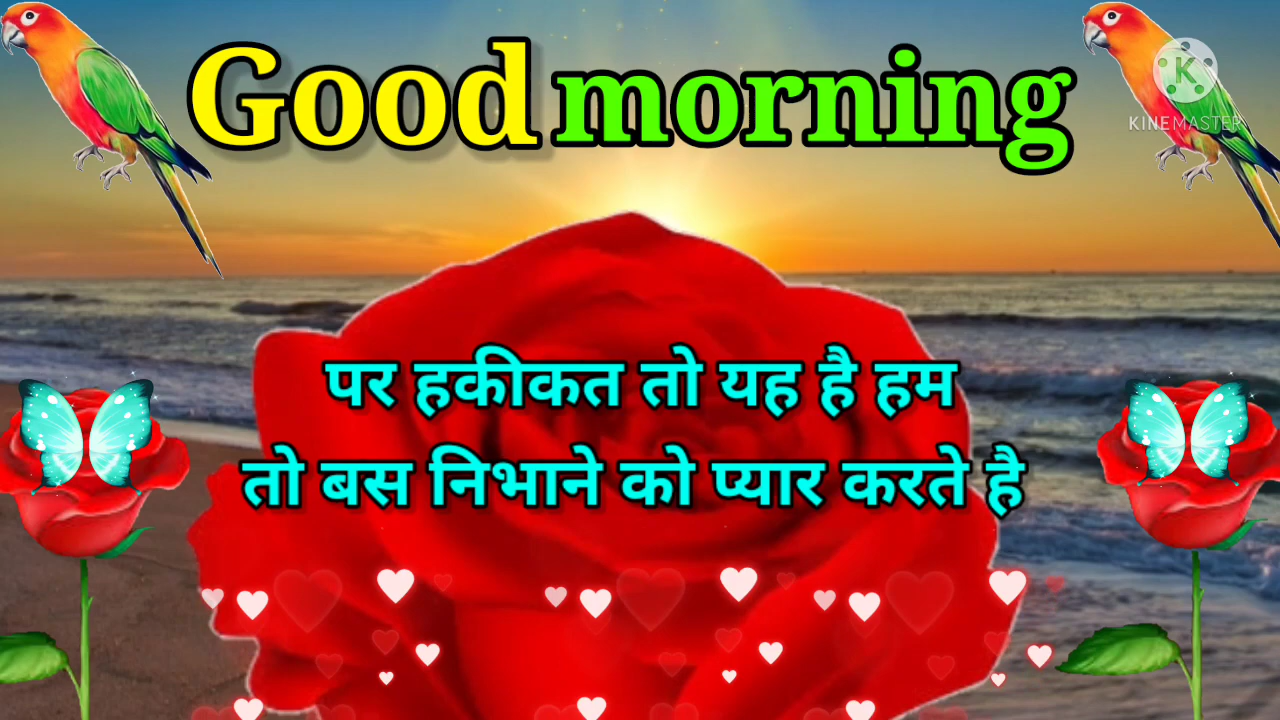 Good morning
KINEMASTER
पर हकीकत तो यह है हम
तो बस निभाने को प्यार करते है